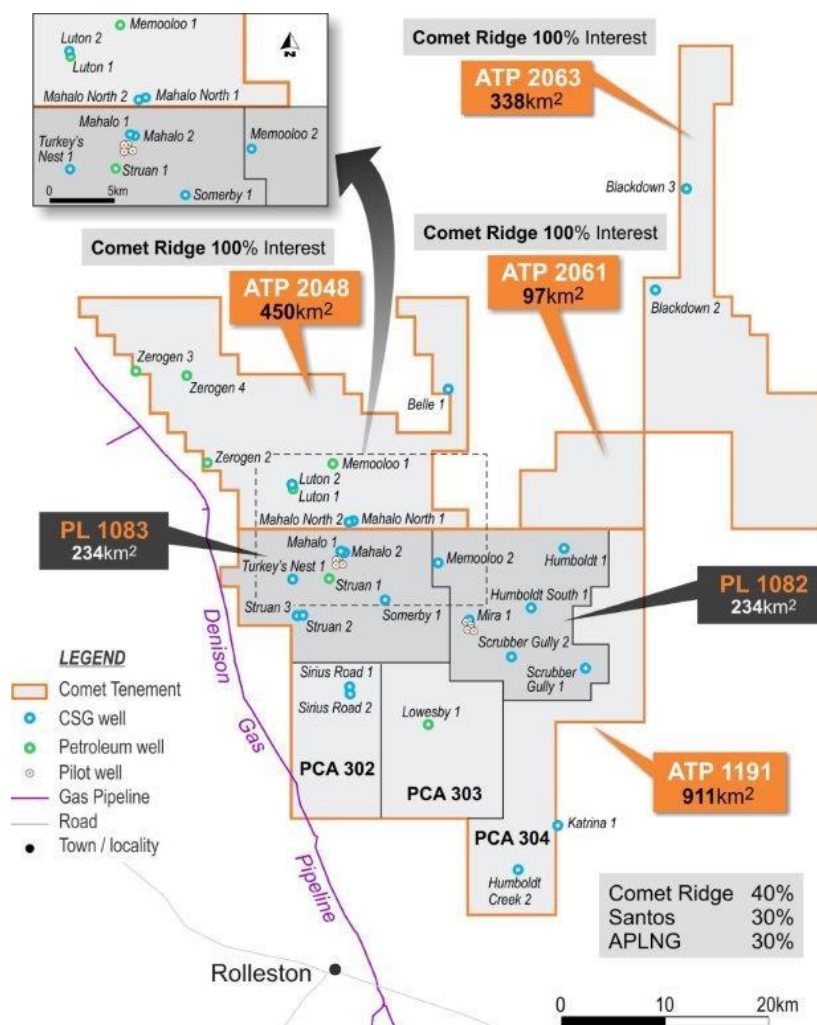 Memooloo 1
Luton 2
Luton 1
Mahalo North 2
Mahalo North 1
Mahalo 1
Mahalo 2
Turkey's
Nest 1
Memooloo 2
Struan 1
Somerby 1
0 5km
N
Comet Ridge 100% Interest
ATP 2063
338km²
Blackdown 3
Comet Ridge 100% Interest
Comet Ridge 100% Interest
ATP 2061
97km²
ATP 2048
450km²
Blackdown 2
Zerogen 3
Zerogen 4
Belle 1
Zerogen 2
Memooloo 1
Luton 2
Luton 1
Mahalo North 2
Mahalo North 1
PL 1083
234km²
Mahalo 1
Mahalo 2
Memooloo 2
Humboldt 1
Turkey's Nest 1
Struan 1
PL 1082
234km²
Humboldt South 1
Somerby 1
Struan 3
Struan 2
Mira 1
Scrubber Gully 2
Scrubber
Gully 1
Sirius Road 1
Sirius Road 2
Lowesby 1
PCA 302
PCA 303
ATP 1191
911km²
PCA 304
Katrina 1
Humboldt
Creek 2
Denison
Gas
Pipeline
LEGEND
Comet Tenement
CSG well
Petroleum well
Pilot well
Gas Pipeline
Road
Town / locality
Comet Ridge 40%
Santos 30%
APLNG 30%
Rolleston
0 10 20km